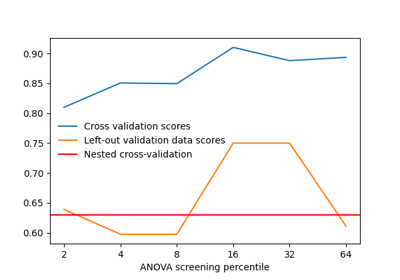 0.90
0.85
0.80
0.75
0.70
0.65
0.60
Cross validation scores
Left-out validation data scores
Nested cross-validation
2 4 8 16 32 64
ANOVA screening percentile